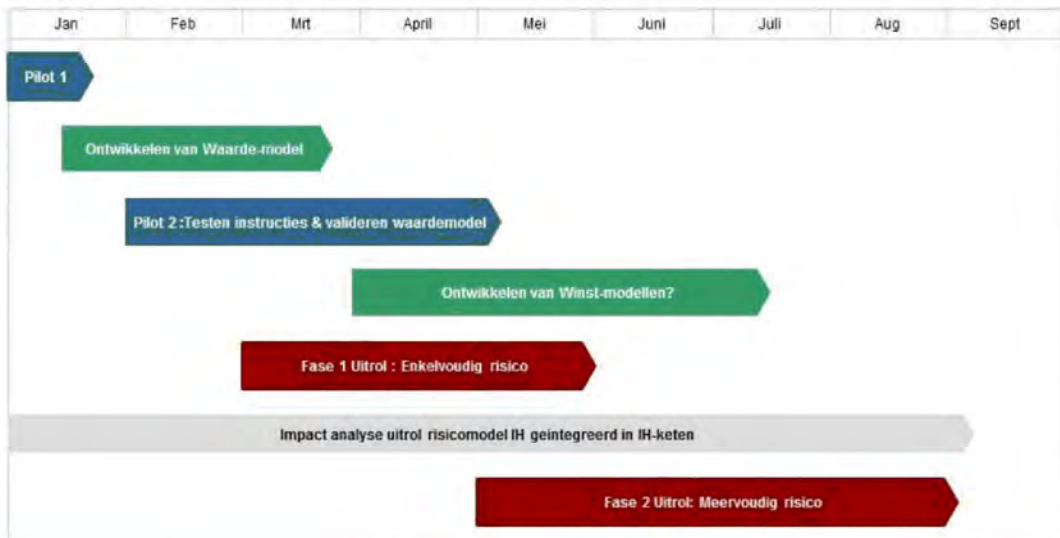 Jan Feb Mrt April Mei Juni Juli Aug Sept
Pilot 1
Ontwikkelen van Waarde-model
Pilot 2 :Testen instructies & valideren waardemodel
Ontwikkelen van Winst-modellen?
Fase 1 Uitrol : Enkelvoudig risico
Impact analyse uitrol risicomodel IH geintegreerd in IH-keten
Fase 2 Uitrol: Meervoudig risico